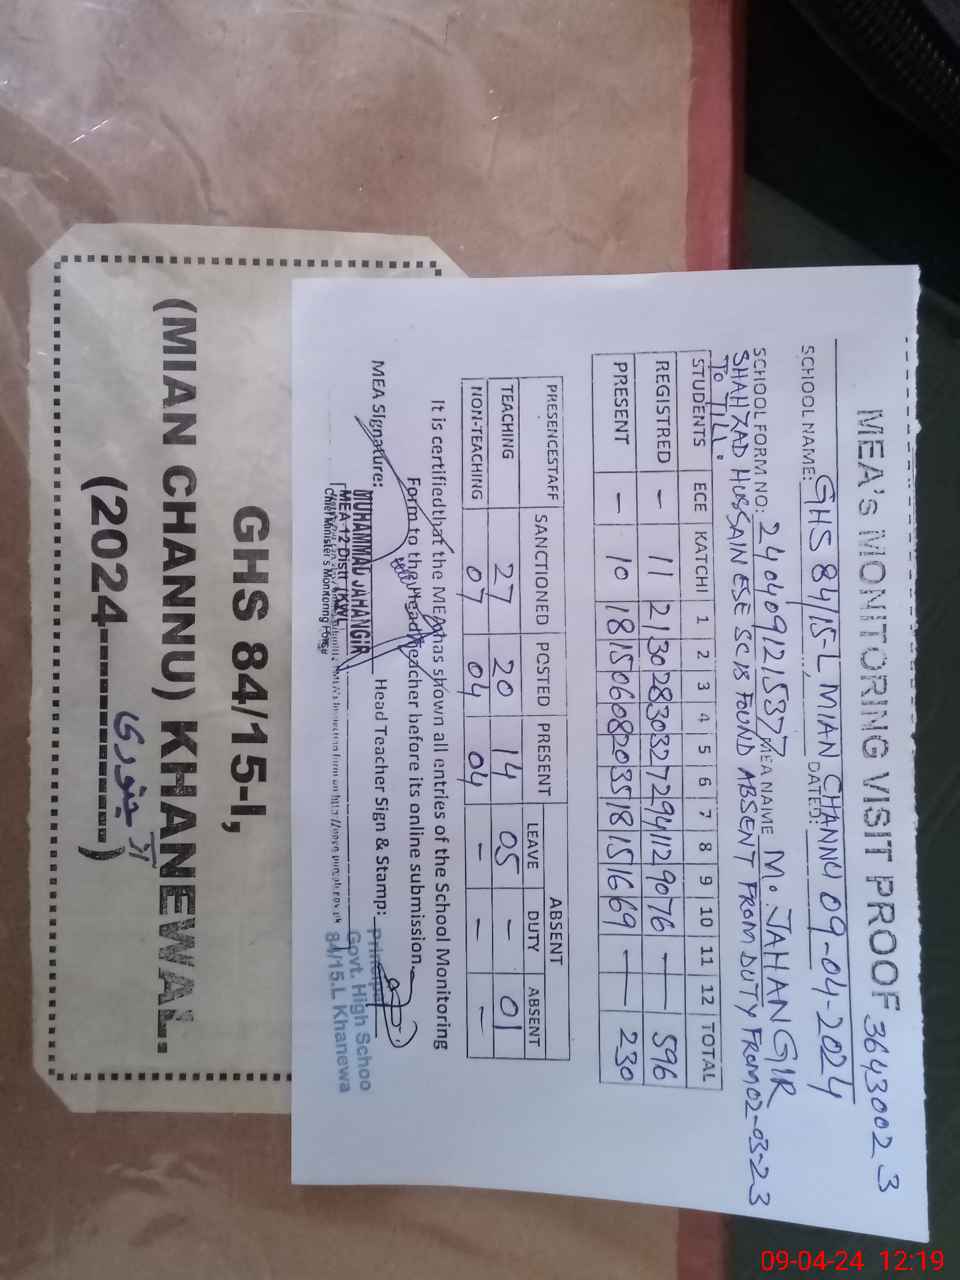 MEA's MONITORING VISIT PROOF 36430023
SCHOOL NAME: GHS 84/15-L MIAN CHANNU DATED: 09-04-2024
SCHOOL FORM NO: 2404091215377 MEA NAME M. JAHANGIR
SHAHZAD HUSSAIN ESE SCIS FOUND ABSENT FROM DUTY FROM 02-03-23
TO TILL.
STUDENTS ECE KATCHI 1 2 3 4 5 6 7 8 9 10 11 12 TOTAL
REGISTRED – 11 21 30 28 30 32 72 94 112 90 76 — — 596
PRESENT – 10 18 15 06 08 20 35 18 15 16 69 — — 230
PRESENCESTAFF SANCTIONED POSTED PRESENT ABSENT
LEAVE DUTY ABSENT
TEACHING 27 20 14 05 – 01
NON-TEACHING 07 04 04 – – –
It is certifiedthat the MEA has shown all entries of the School Monitoring
Form to the Head Teacher before its online submission.
MEA Signature: Head Teacher Sign & Stamp:
MUHAMMAD JAHANGIR
MEA-12 Distt KWL
Chief Minister's Monitoring Force
Principal
Govt. High Schoo
84/15.L Khanewa
GHS 84/15-l,
(MIAN CHANNU) KHANEWAL.
(2024-----------)
جنوری
09-04-24 12:19